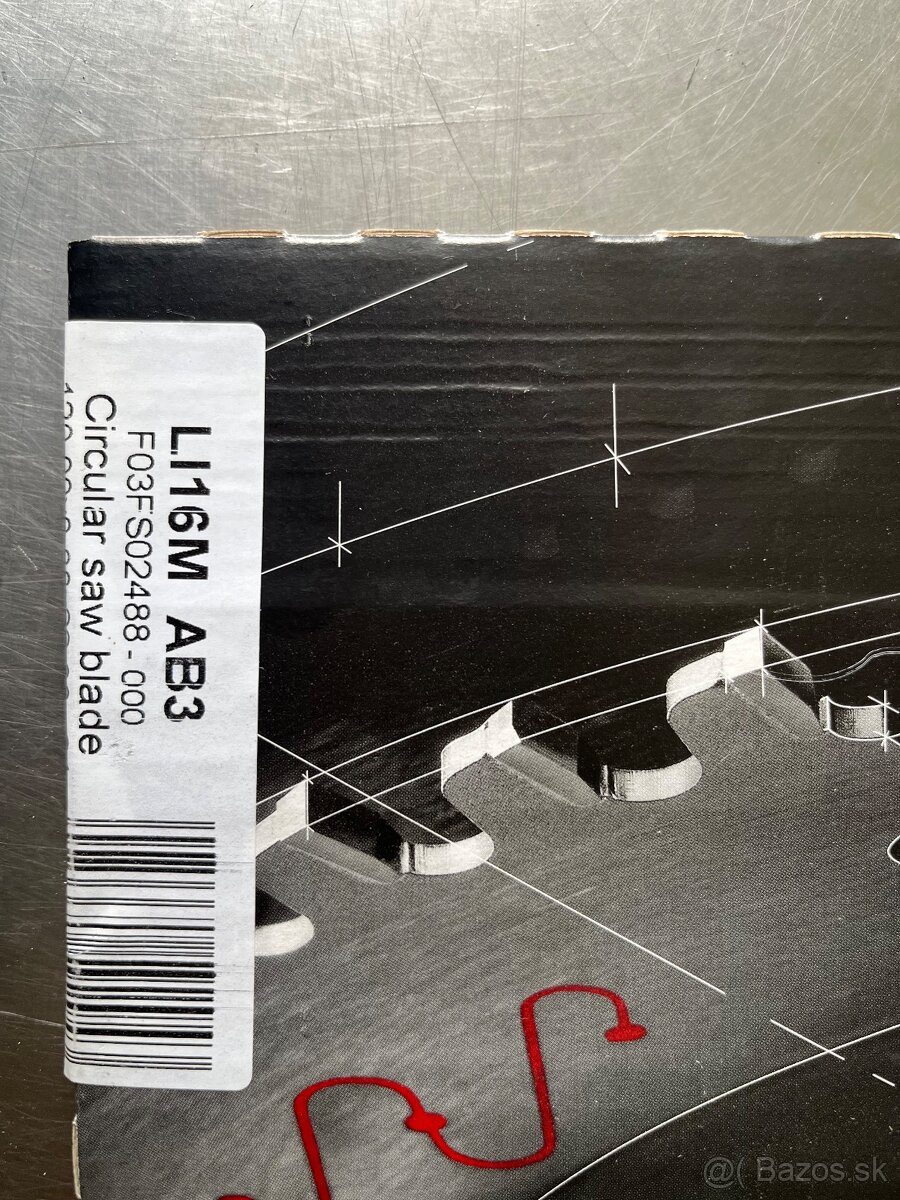 LI16M AB3
F03FS02488-000
Circular saw blade
@( Bazos.sk